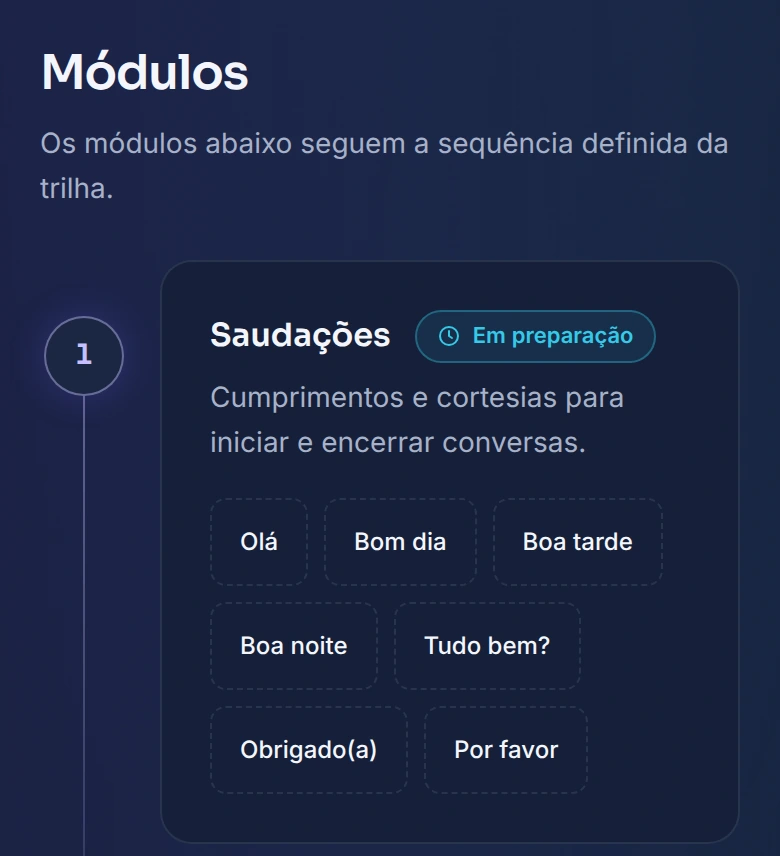 Módulos
Os módulos abaixo seguem a sequência definida da
trilha.
1
Saudações
Em preparação
Cumprimentos e cortesias para
iniciar e encerrar conversas.
Olá
Bom dia
Boa tarde
Boa noite
Tudo bem?
Obrigado(a)
Por favor